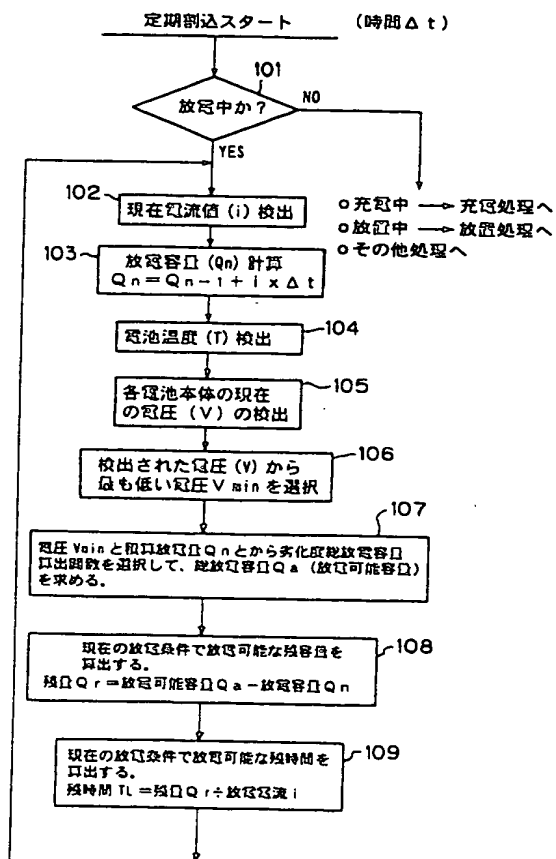 定期割込スタート (時間Δt)
101
放電中か？
NO
YES
102
現在電流値(i)検出
○充電中 → 充電処理へ
○放置中 → 放置処理へ
○その他処理へ
103
放電容量(Qn)計算
Qn=Qn-1+i×Δt
104
電池温度(T)検出
105
各電池本体の現在
の電圧(V)の検出
106
検出された電圧(V)から
最も低い電圧Vminを選択
107
電圧Vminと積算放電量Qnとから劣化度総放電容量
算出関数を選択して、総放電容量Qa(放電可能容量)
を求める。
108
現在の放電条件で放電可能な残容量を
算出する。
残量Qr=放電可能容量Qa-放電容量Qn
109
現在の放電条件で放電可能な残時間を
算出する。
残時間TL=残量Qr÷放電電流i